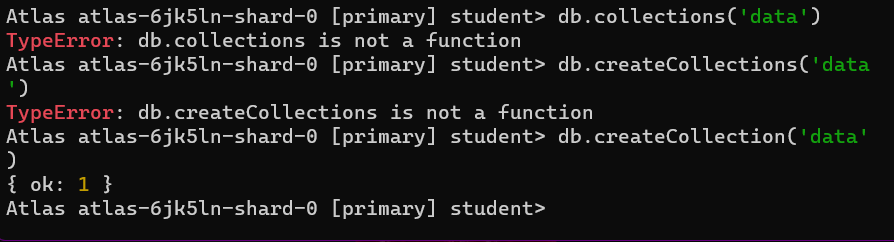 Atlas atlas-6jk5ln-shard-0 [primary] student> db.collections('data')
TypeError: db.collections is not a function
Atlas atlas-6jk5ln-shard-0 [primary] student> db.createCollections('data
')
TypeError: db.createCollections is not a function
Atlas atlas-6jk5ln-shard-0 [primary] student> db.createCollection('data'
)
{ ok: 1 }
Atlas atlas-6jk5ln-shard-0 [primary] student>